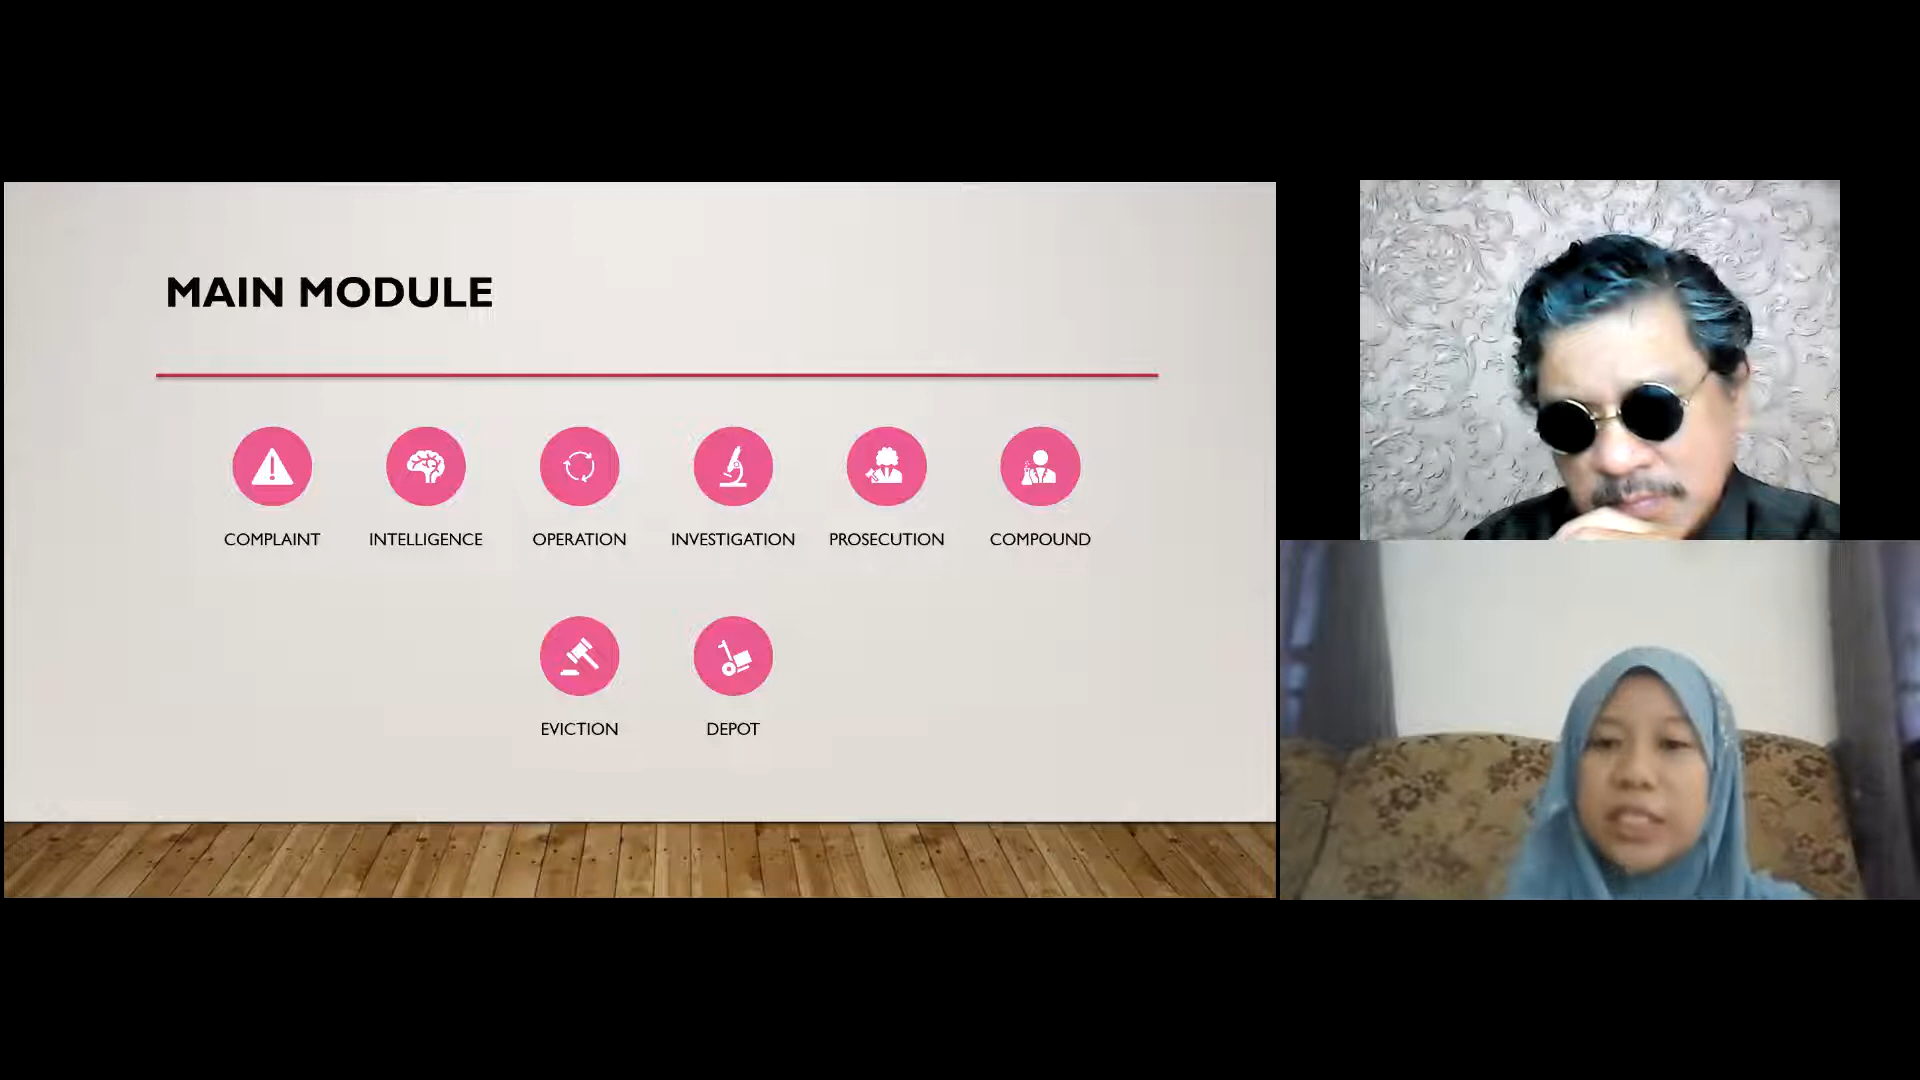 MAIN MODULE
COMPLAINT INTELLIGENCE OPERATION INVESTIGATION PROSECUTION COMPOUND
EVICTION DEPOT